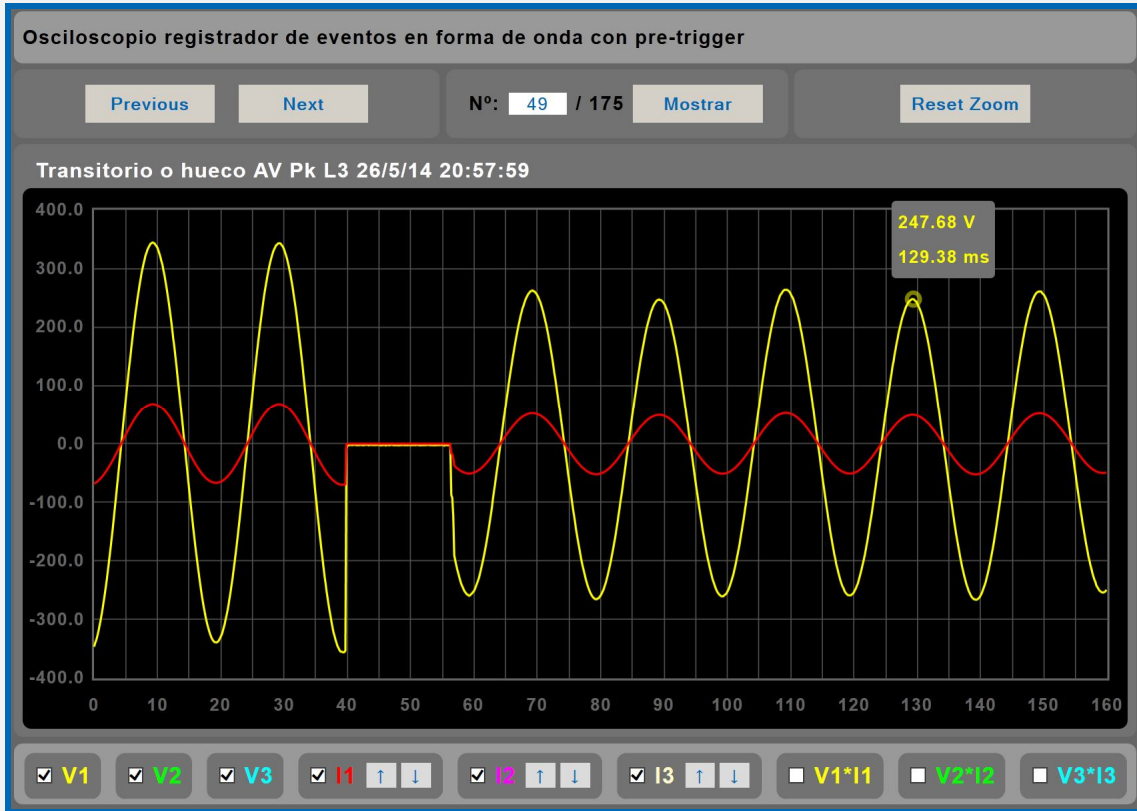 Osciloscopio registrador de eventos en forma de onda con pre-trigger
Previous Next Nº: 49 / 175 Mostrar Reset Zoom
Transitorio o hueco AV Pk L3 26/5/14 20:57:59
400.0
247.68 V
129.38 ms
300.0
200.0
100.0
0.0
-100.0
-200.0
-300.0
-400.0
0 10 20 30 40 50 60 70 80 90 100 110 120 130 140 150 160
V1 V2 V3 I1 ↑ ↓ I2 ↑ ↓ I3 ↑ ↓ V1*I1 V2*I2 V3*I3